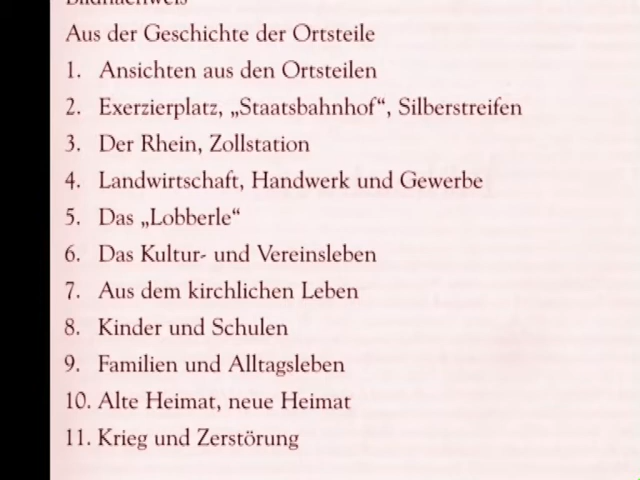 Bildnachweis
Aus der Geschichte der Ortsteile
1. Ansichten aus den Ortsteilen
2. Exerzierplatz, „Staatsbahnhof“, Silberstreifen
3. Der Rhein, Zollstation
4. Landwirtschaft, Handwerk und Gewerbe
5. Das „Lobberle“
6. Das Kultur- und Vereinsleben
7. Aus dem kirchlichen Leben
8. Kinder und Schulen
9. Familien und Alltagsleben
10. Alte Heimat, neue Heimat
11. Krieg und Zerstörung